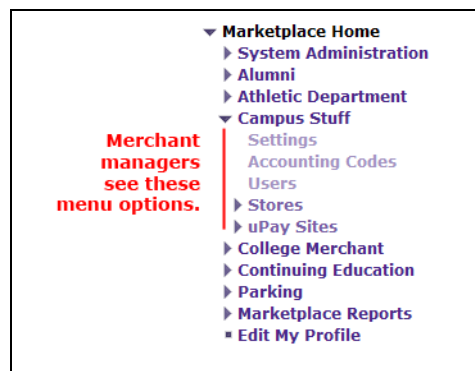 Marketplace Home
System Administration
Alumni
Athletic Department
Campus Stuff
Merchant managers see these menu options.
Settings
Accounting Codes
Users
Stores
uPay Sites
College Merchant
Continuing Education
Parking
Marketplace Reports
Edit My Profile